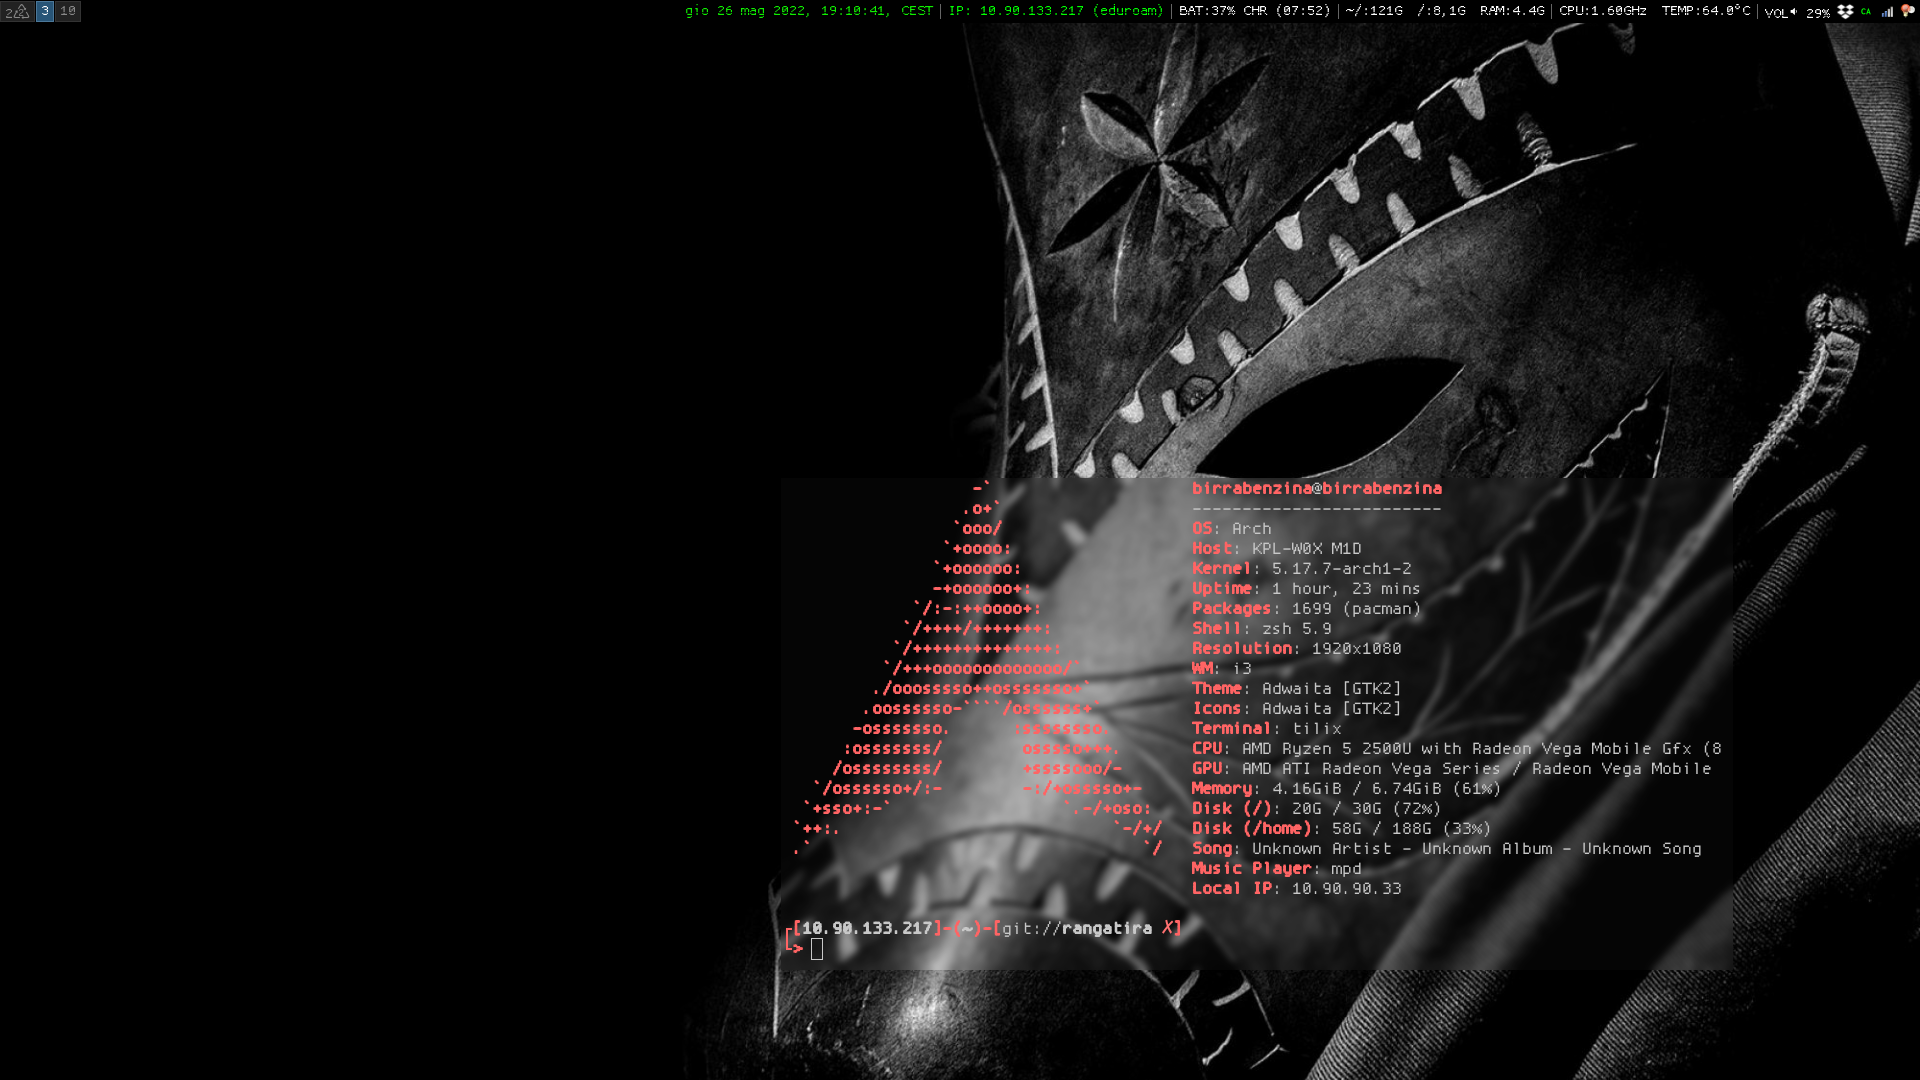 2 3 10 gio 26 mag 2022, 19:10:41, CEST | IP: 10.90.133.217 (eduroam) | BAT:37% CHR (07:52) | ~/:121G /:8,1G RAM:4.4G | CPU:1.60GHz TEMP:64.0°C | VOL 29% CA
-`
.o+`
`ooo/
`+oooo:
`+oooooo:
-+oooooo+:
`/:-:++oooo+:
`/++++/+++++++:
`/++++++++++++++:
`/+++ooooooooooooo/`
./ooosssso++osssssso+`
.oossssso-````/ossssss+`
-osssssso. :ssssssso.
:osssssss/ osssso+++.
/ossssssss/ +ssssooo/-
`/ossssso+/:- -:/+osssso+-
`+sso+:-` `.-/+oso:
`++:. `-/+/
.` `/
birrabenzina@birrabenzina
-------------------------
OS: Arch
Host: KPL-W0X M1D
Kernel: 5.17.7-arch1-2
Uptime: 1 hour, 23 mins
Packages: 1699 (pacman)
Shell: zsh 5.9
Resolution: 1920x1080
WM: i3
Theme: Adwaita [GTK2]
Icons: Adwaita [GTK2]
Terminal: tilix
CPU: AMD Ryzen 5 2500U with Radeon Vega Mobile Gfx (8
GPU: AMD ATI Radeon Vega Series / Radeon Vega Mobile
Memory: 4.16GiB / 6.74GiB (61%)
Disk (/): 20G / 30G (72%)
Disk (/home): 58G / 188G (33%)
Song: Unknown Artist - Unknown Album - Unknown Song
Music Player: mpd
Local IP: 10.90.90.33
┌[10.90.133.217]-(~)-[git://rangatira ✗]
└>